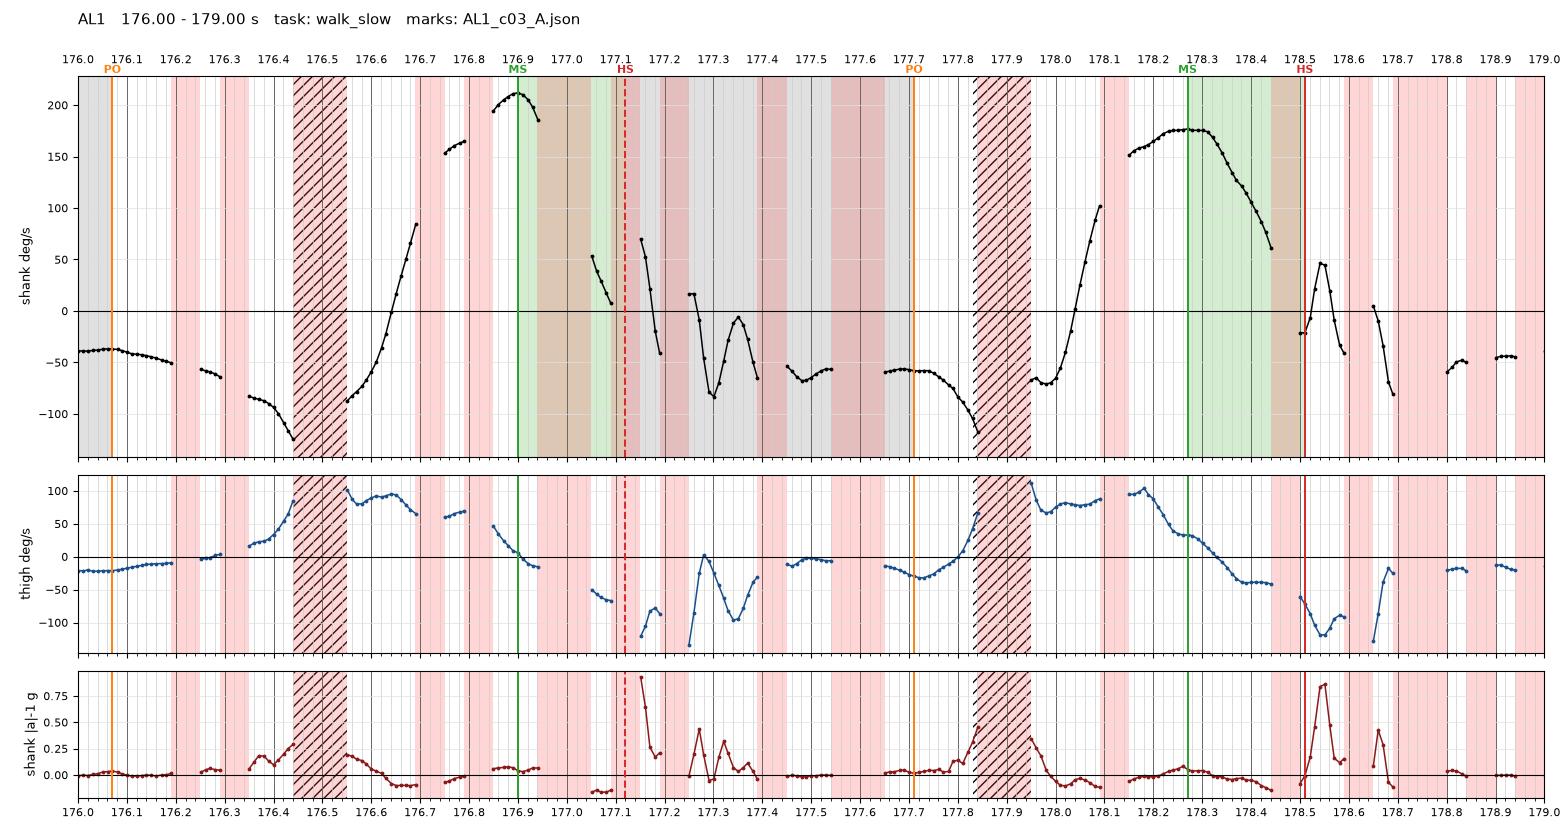 AL1   176.00 - 179.00 s   task: walk_slow   marks: AL1_c03_A.json
176.0 176.1 176.2 176.3 176.4 176.5 176.6 176.7 176.8 176.9 177.0 177.1 177.2 177.3 177.4 177.5 177.6 177.7 177.8 177.9 178.0 178.1 178.2 178.3 178.4 178.5 178.6 178.7 178.8 178.9 179.0
PO MS HS PO MS HS
shank deg/s
200
150
100
50
0
−50
−100
thigh deg/s
100
50
0
−50
−100
shank |a|-1 g
0.75
0.50
0.25
0.00
176.0 176.1 176.2 176.3 176.4 176.5 176.6 176.7 176.8 176.9 177.0 177.1 177.2 177.3 177.4 177.5 177.6 177.7 177.8 177.9 178.0 178.1 178.2 178.3 178.4 178.5 178.6 178.7 178.8 178.9 179.0